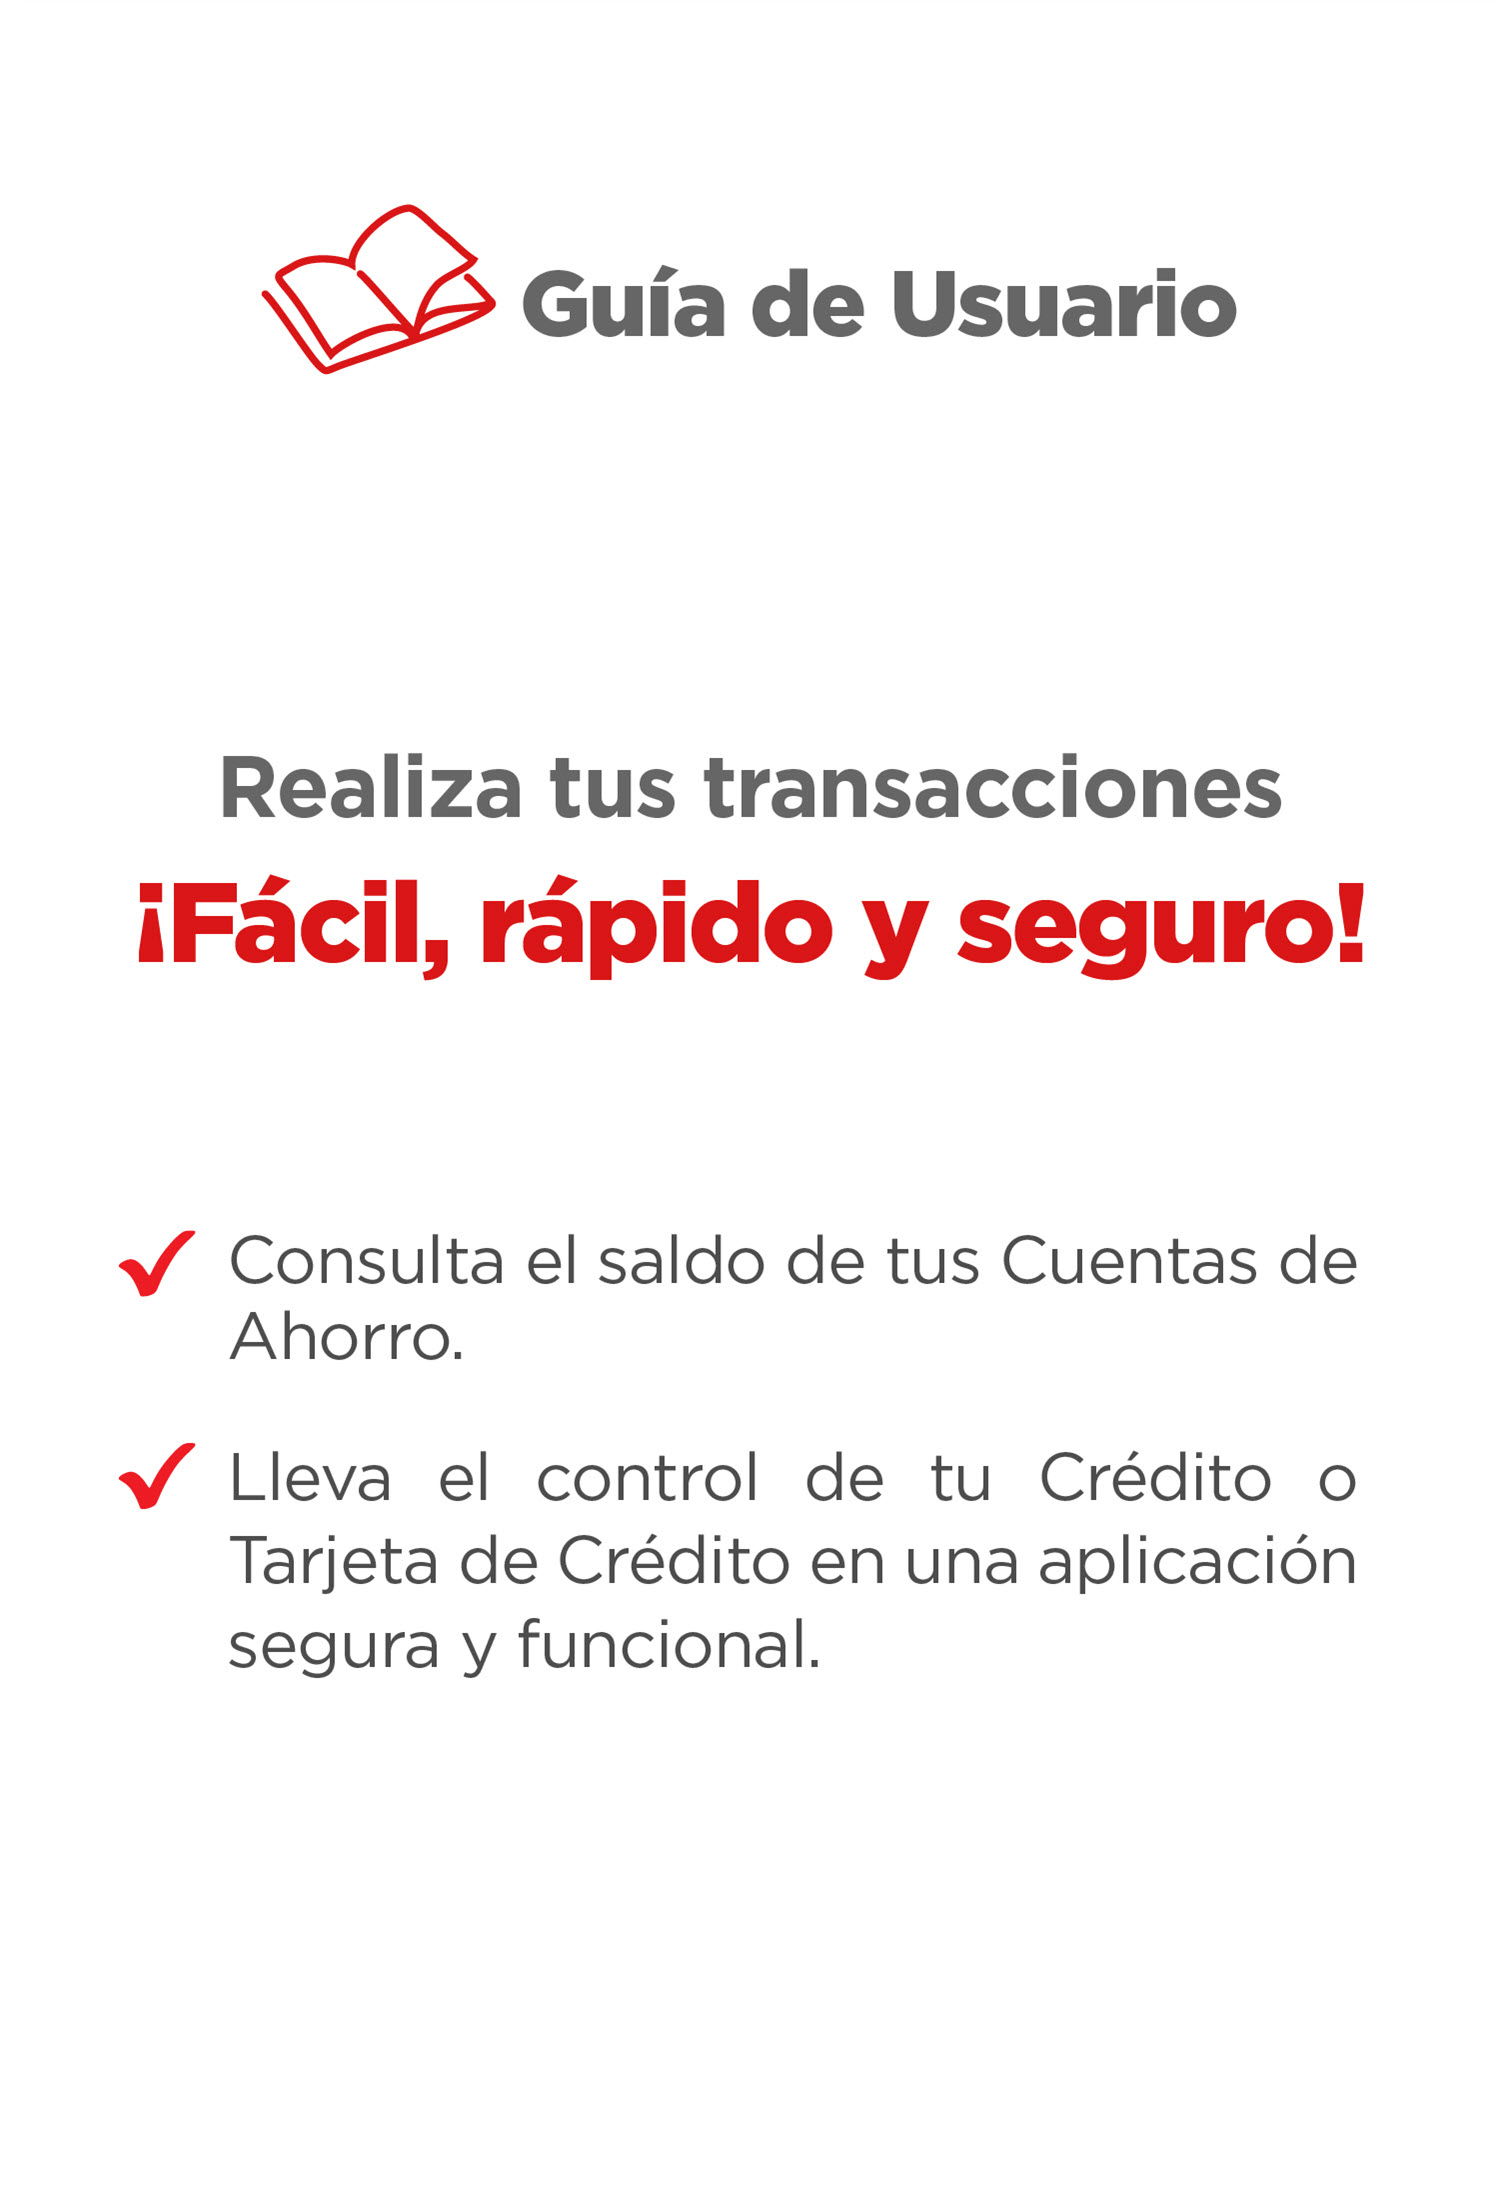 Guía de Usuario
Realiza tus transacciones
¡Fácil, rápido y seguro!
Consulta el saldo de tus Cuentas de
Ahorro.
Lleva el control de tu Crédito o
Tarjeta de Crédito en una aplicación
segura y funcional.